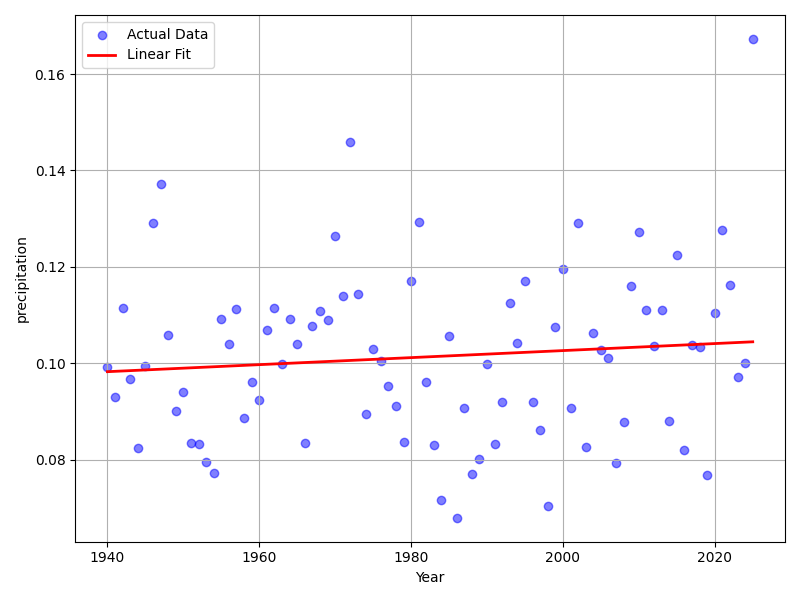 Actual Data
Linear Fit
0.16
0.14
0.12
0.10
0.08
precipitation
1940
1960
1980
2000
2020
Year